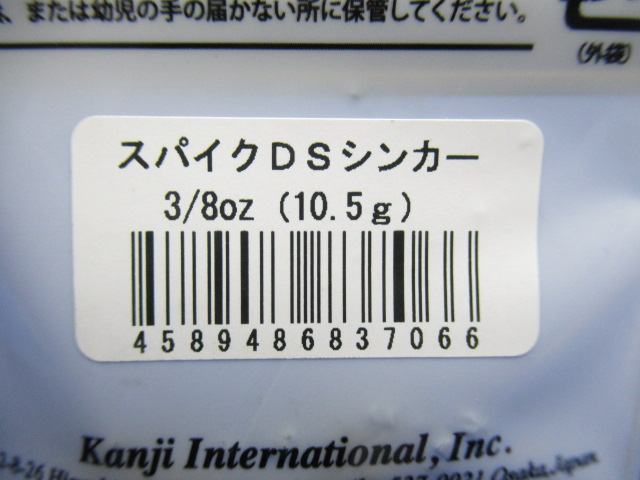 または幼児の手の届かない所に保管してください。
(外袋)
スパイクDSシンカー
3/8oz (10.5g)
4589486837066
Kanji International, Inc.